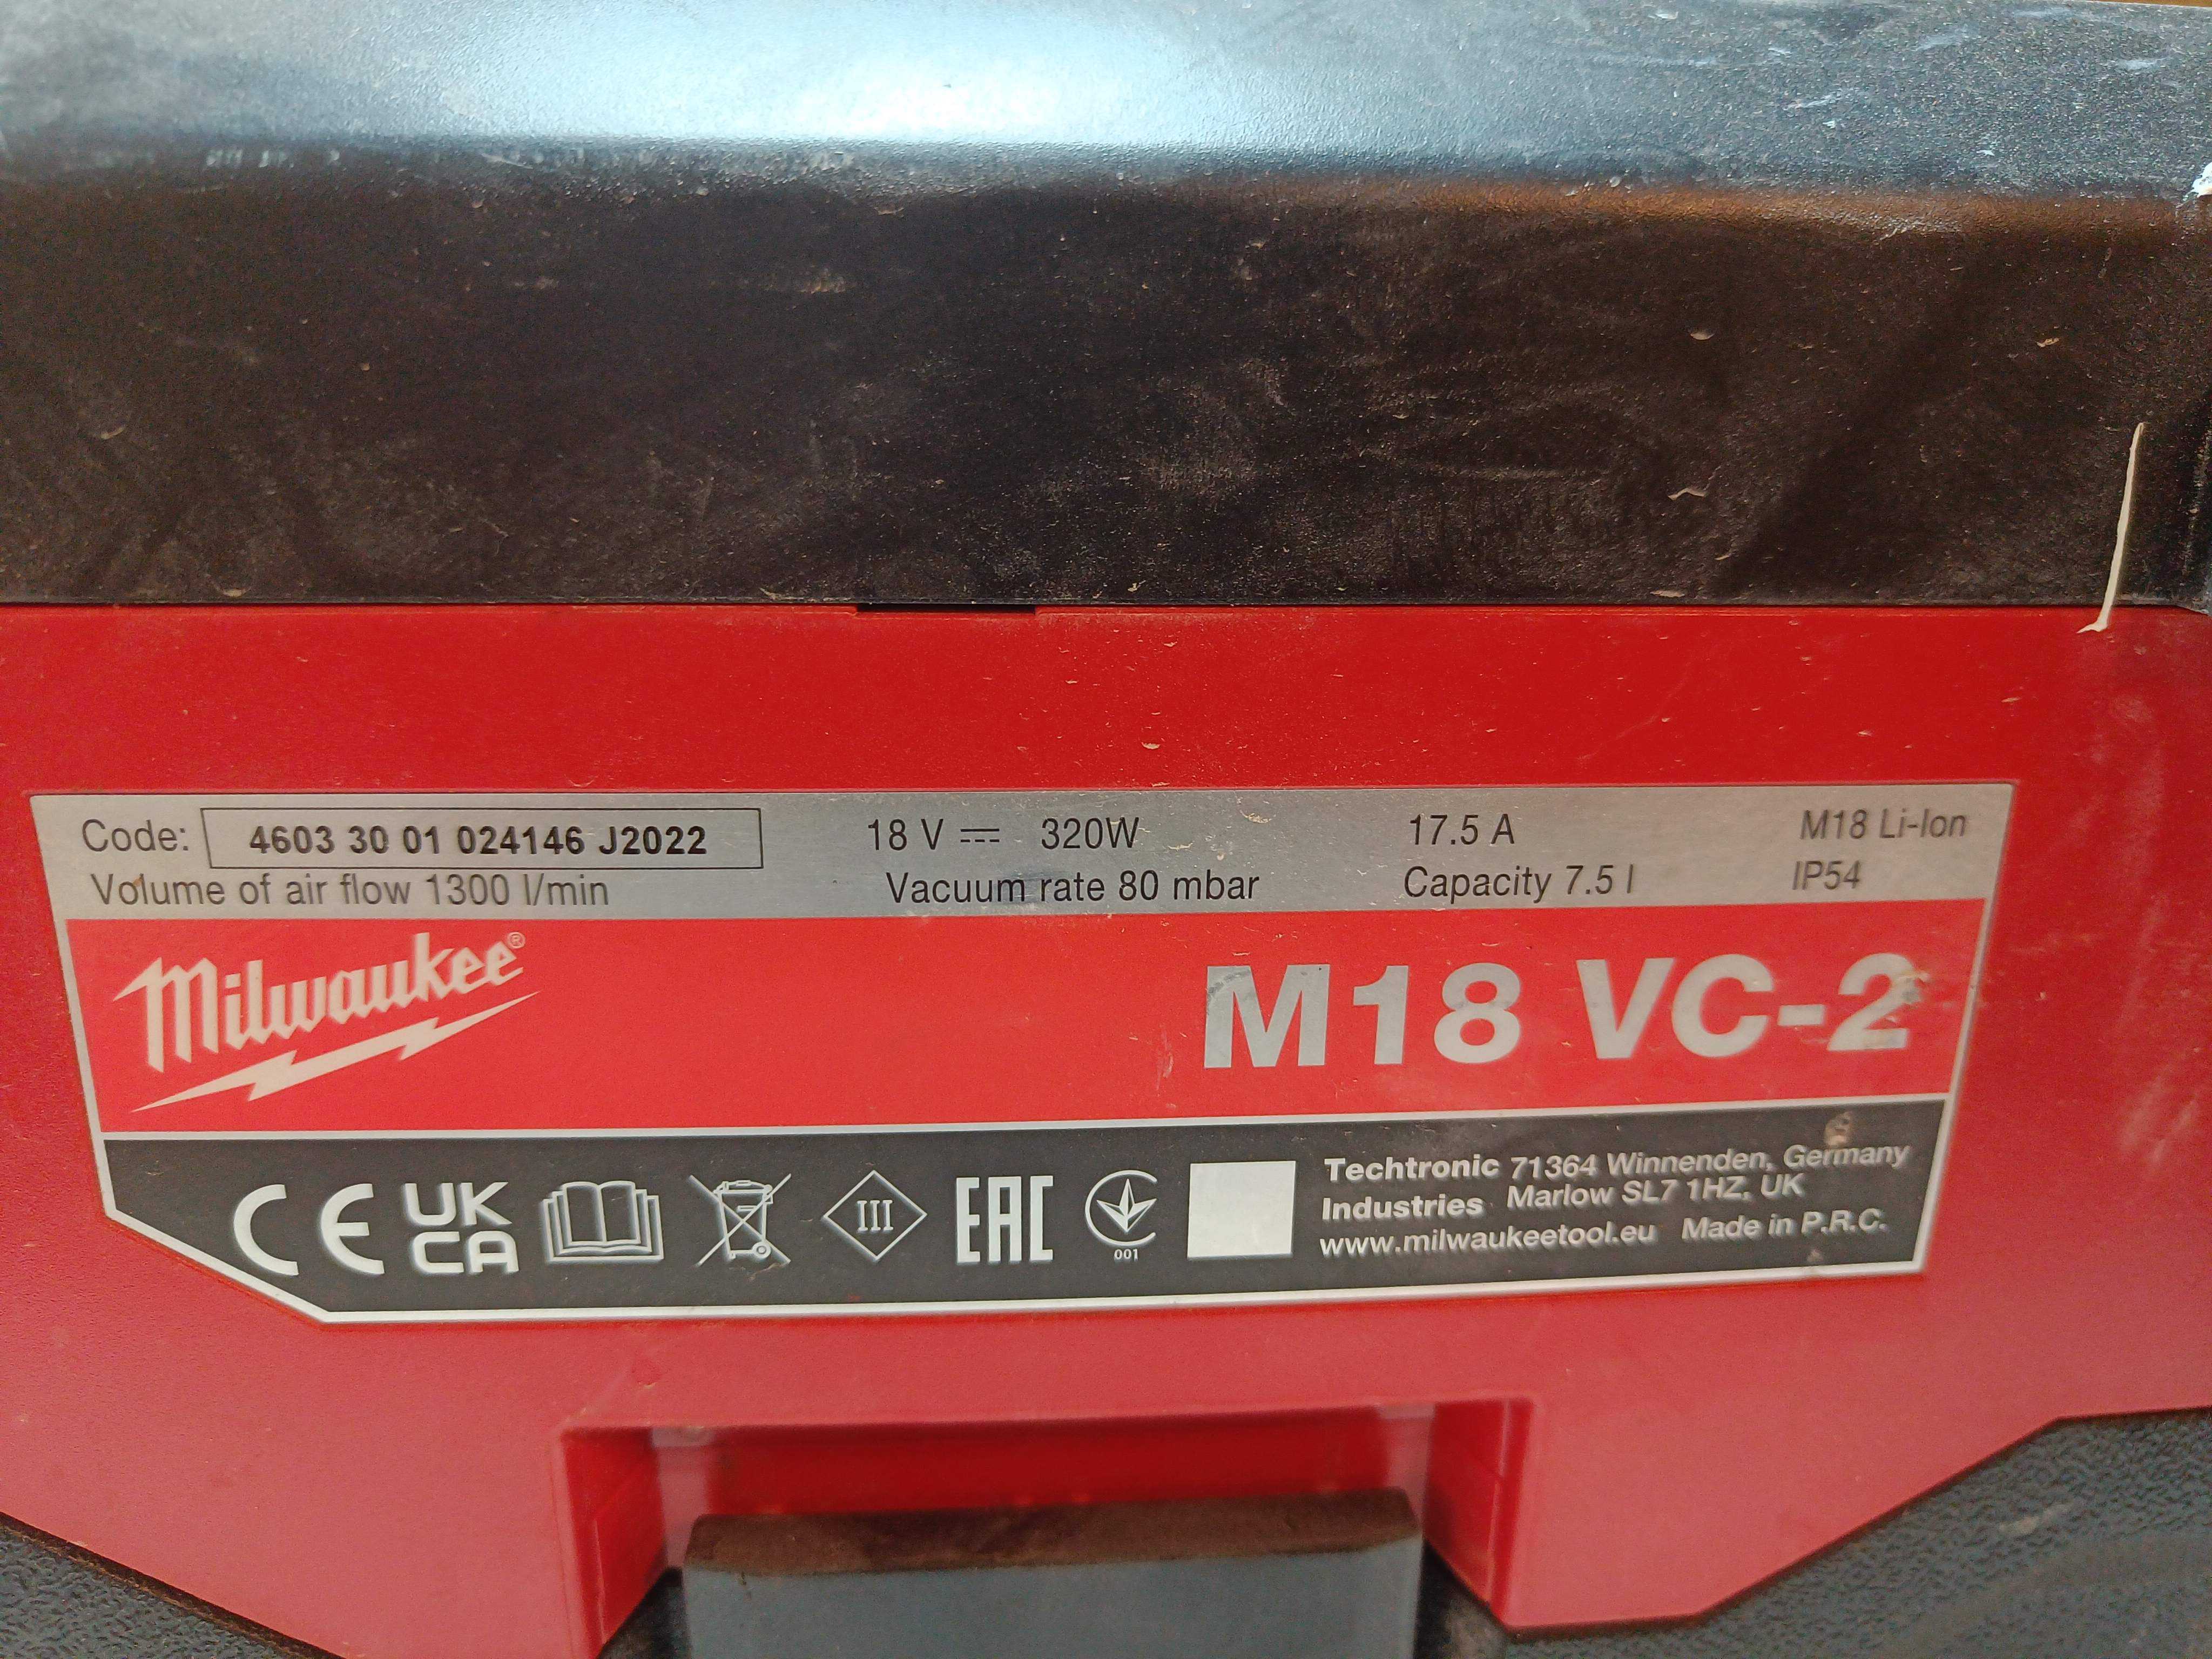 Code: 4603 30 01 024146 J2022 18 V 320W 17.5 A M18 Li-Ion
Volume of air flow 1300 l/min Vacuum rate 80 mbar Capacity 7.5 l IP54
Milwaukee®
M18 VC-2
CE UK CA III EAC 001
Techtronic 71364 Winnenden, Germany
Industries Marlow SL7 1HZ, UK
www.milwaukeetool.eu Made in P.R.C.